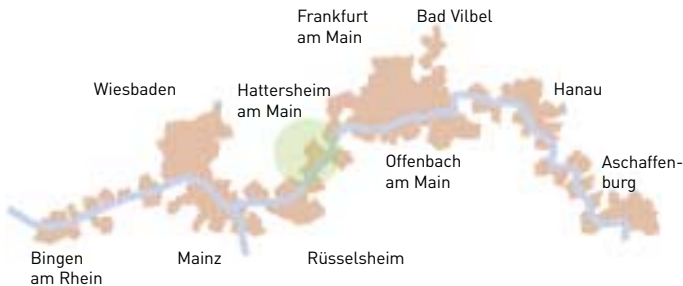 Frankfurt
am Main
Bad Vilbel
Wiesbaden
Hattersheim
am Main
Hanau
Offenbach
am Main
Aschaffen-
burg
Bingen
am Rhein
Mainz
Rüsselsheim